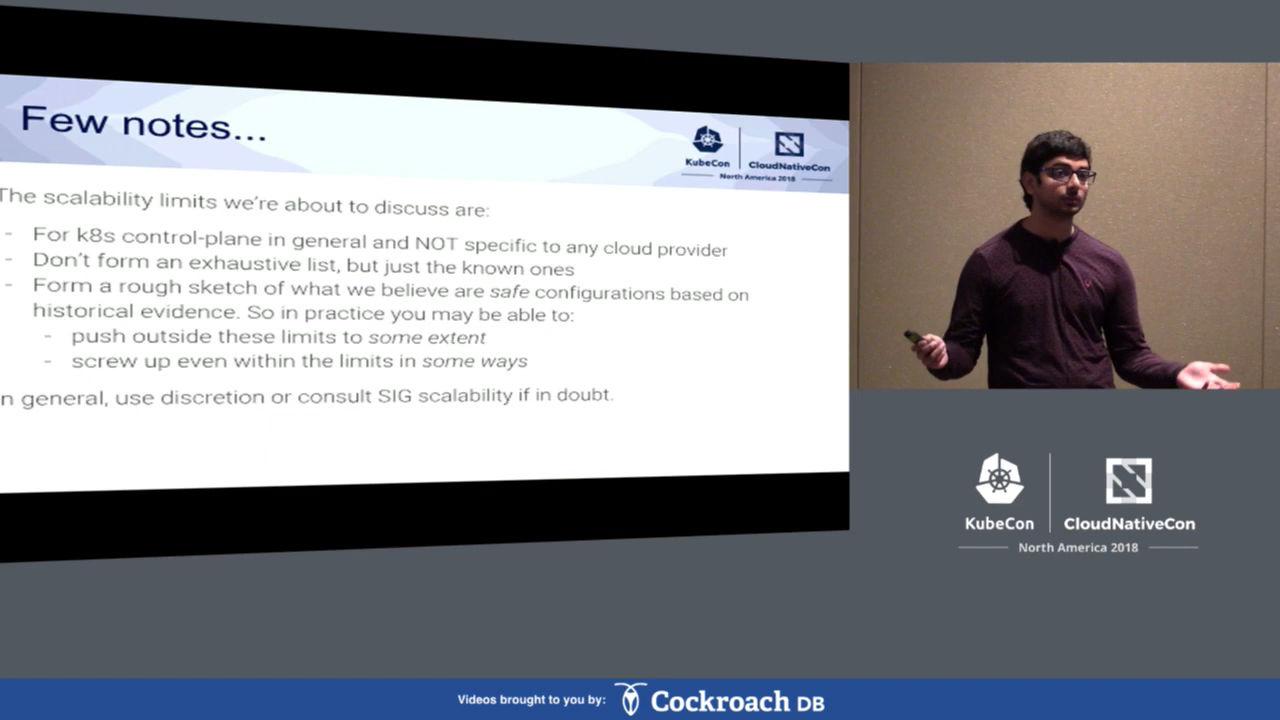 Few notes...
KubeCon
CloudNativeCon
North America 2018
The scalability limits we're about to discuss are:
- For k8s control-plane in general and NOT specific to any cloud provider
- Don't form an exhaustive list, but just the known ones
- Form a rough sketch of what we believe are safe configurations based on
historical evidence. So in practice you may be able to:
- push outside these limits to some extent
- screw up even within the limits in some ways
n general, use discretion or consult SIG scalability if in doubt.
KubeCon
CloudNativeCon
North America 2018
Videos brought to you by: Cockroach DB